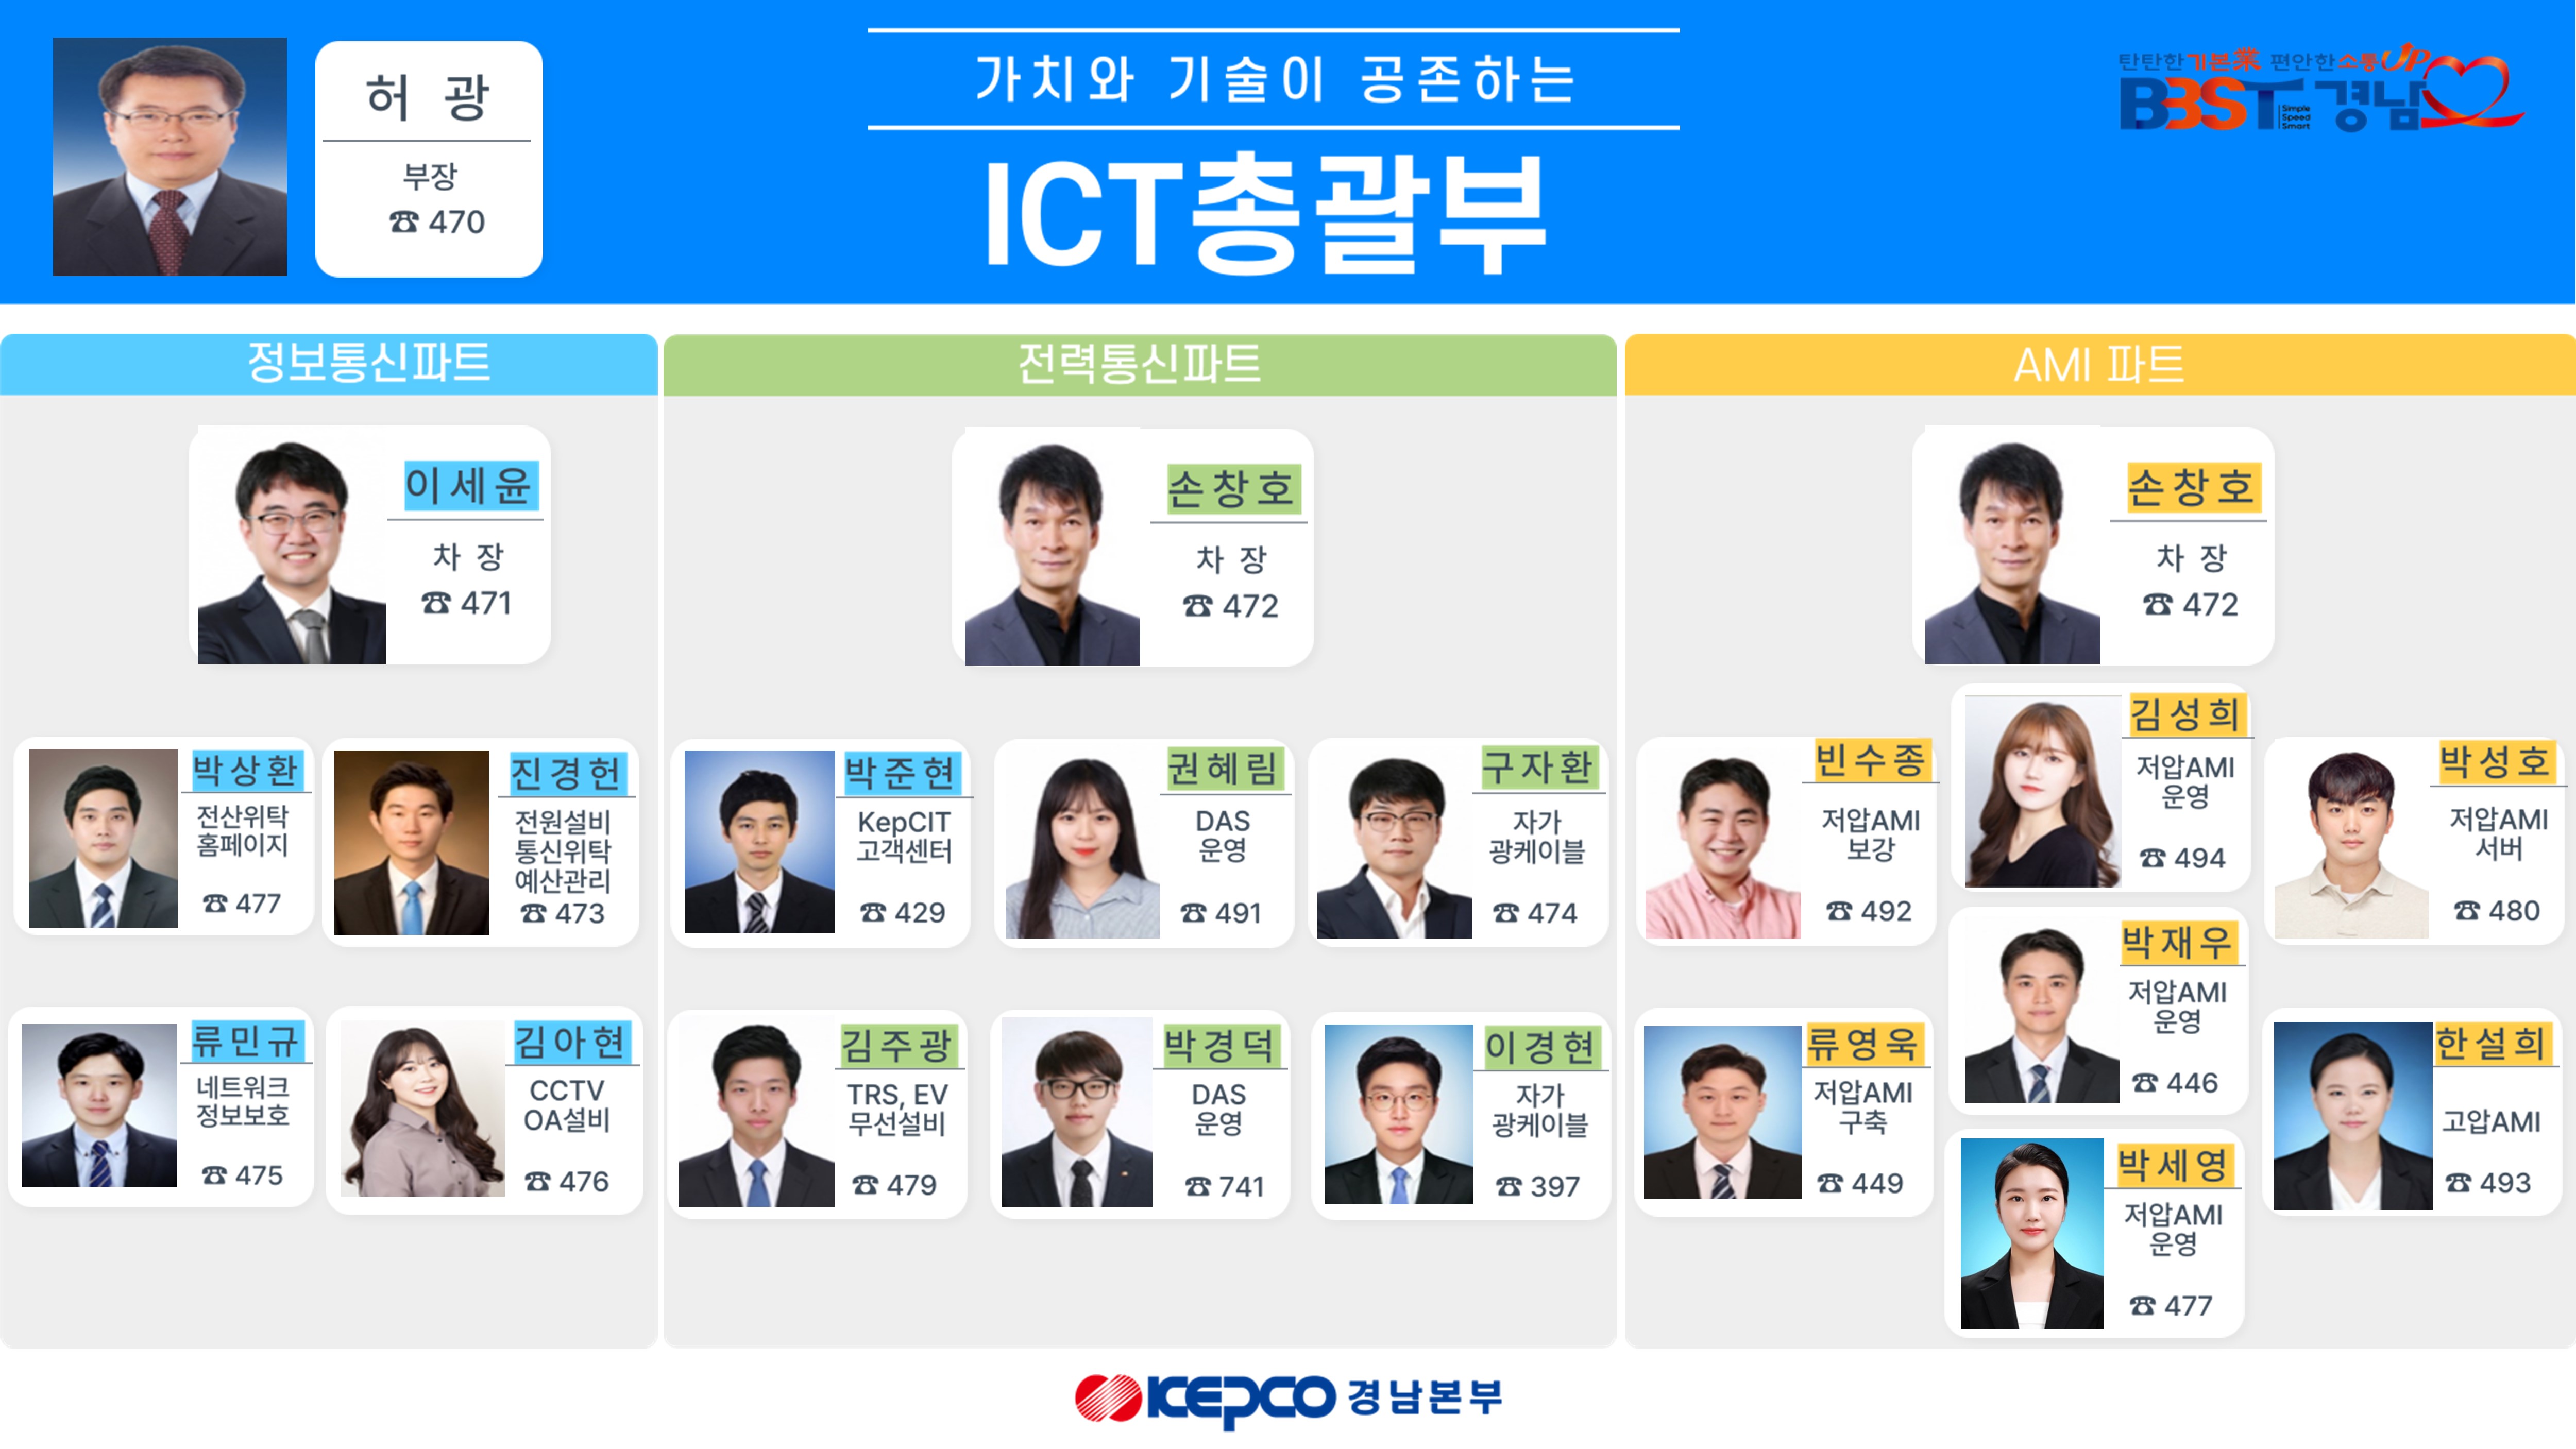 허 광
부장
☎ 470
가치와 기술이 공존하는
ICT총괄부
탄탄한기본業 편안한소통UP
BBST Simple Speed Smart 경남
정보통신파트
이세윤
차 장
☎ 471
박상환
전산위탁
홈페이지
☎ 477
진경헌
전원설비
통신위탁
예산관리
☎ 473
류민규
네트워크
정보보호
☎ 475
김아현
CCTV
OA설비
☎ 476
전력통신파트
손창호
차 장
☎ 472
박준현
KepCIT
고객센터
☎ 429
권혜림
DAS
운영
☎ 491
구자환
자가
광케이블
☎ 474
김주광
TRS, EV
무선설비
☎ 479
박경덕
DAS
운영
☎ 741
이경현
자가
광케이블
☎ 397
AMI 파트
손창호
차 장
☎ 472
빈수종
저압AMI
보강
☎ 492
김성희
저압AMI
운영
☎ 494
박성호
저압AMI
서버
☎ 480
박재우
저압AMI
운영
☎ 446
류영욱
저압AMI
구축
☎ 449
한설희
고압AMI
☎ 493
박세영
저압AMI
운영
☎ 477
KEPCO 경남본부